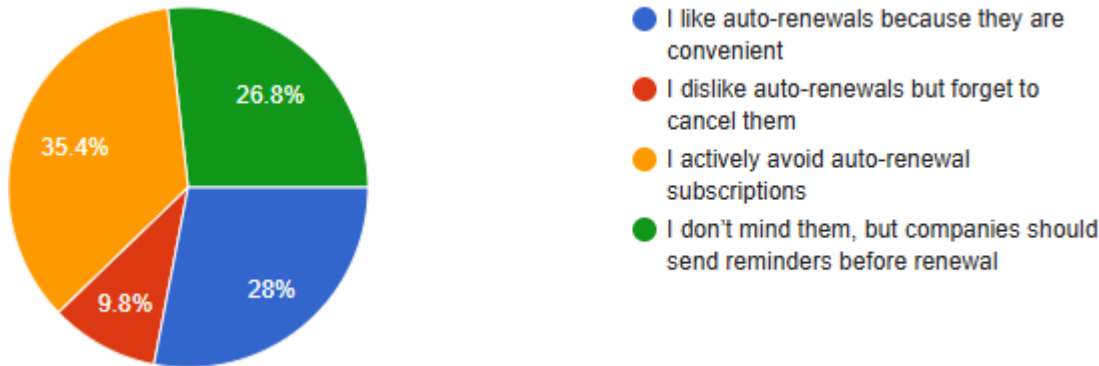 26.8%
35.4%
9.8%
28%
I like auto-renewals because they are
convenient
I dislike auto-renewals but forget to
cancel them
I actively avoid auto-renewal
subscriptions
I don't mind them, but companies should
send reminders before renewal